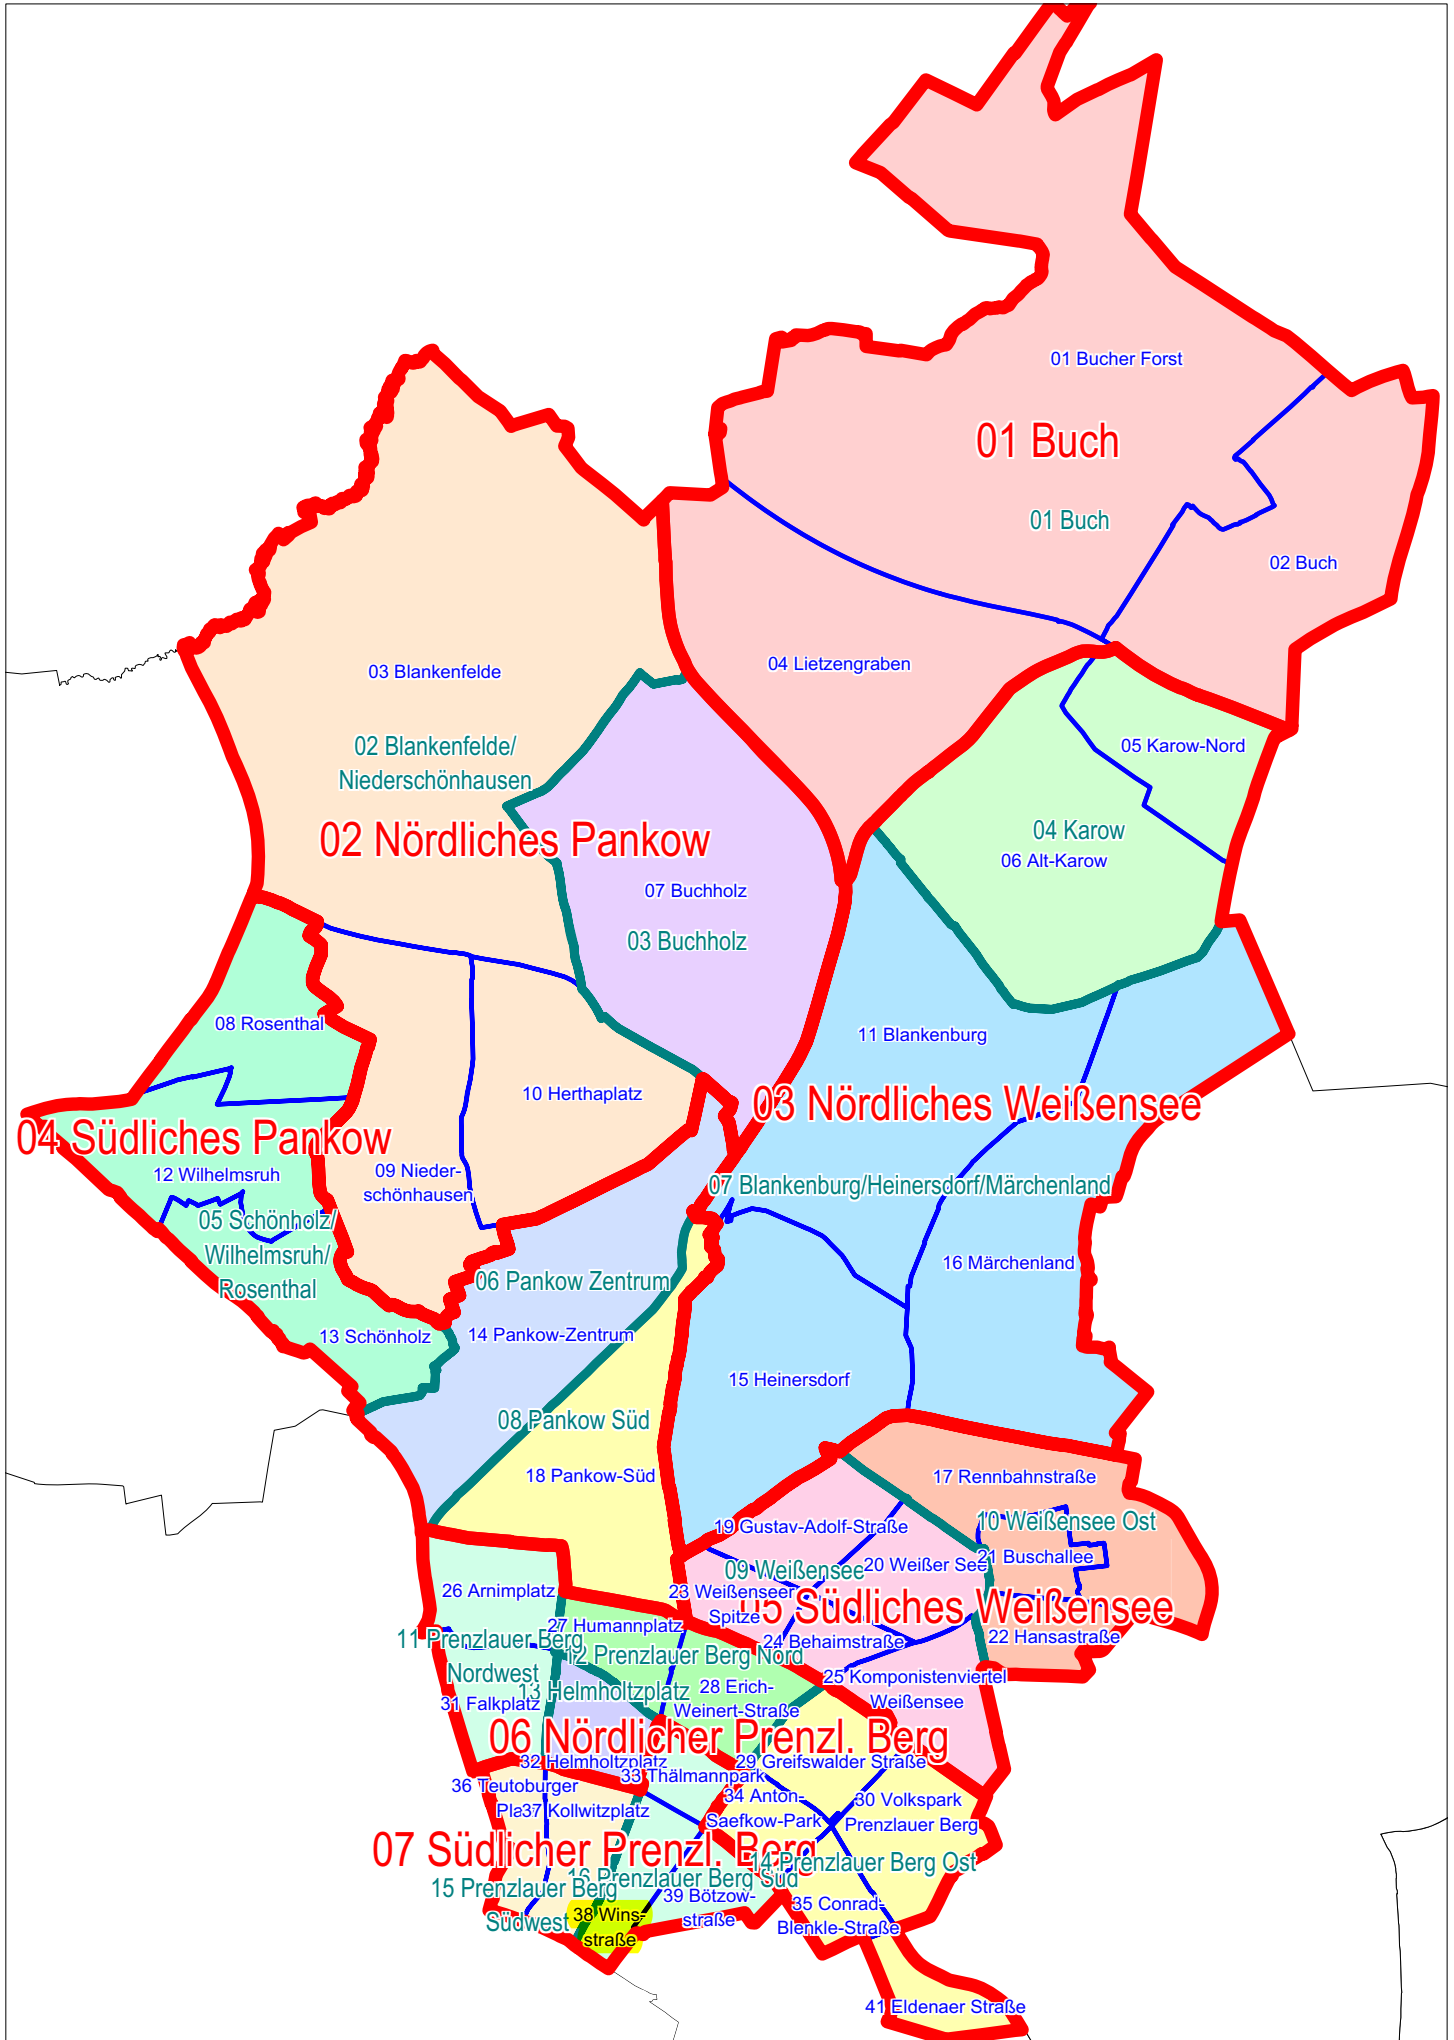 01 Bucher Forst
01 Buch
01 Buch
02 Buch
04 Lietzengraben
03 Blankenfelde
02 Blankenfelde/
Niederschönhausen
02 Nördliches Pankow
05 Karow-Nord
04 Karow
06 Alt-Karow
07 Buchholz
03 Buchholz
08 Rosenthal
11 Blankenburg
10 Herthaplatz
03 Nördliches Weißensee
04 Südliches Pankow
12 Wilhelmsruh
09 Nieder-
schönhausen
07 Blankenburg/Heinersdorf/Märchenland
05 Schönholz/
Wilhelmsruh/
Rosenthal
16 Märchenland
06 Pankow Zentrum
13 Schönholz
14 Pankow-Zentrum
15 Heinersdorf
08 Pankow Süd
18 Pankow-Süd
17 Rennbahnstraße
19 Gustav-Adolf-Straße
10 Weißensee Ost
20 Weißer See
21 Buschallee
09 Weißensee
26 Arnimplatz
23 Weißenseer
Spitze
05 Südliches Weißensee
27 Humannplatz
11 Prenzlauer Berg
Nordwest
24 Behaimstraße
22 Hansastraße
12 Prenzlauer Berg Nord
25 Komponistenviertel
Weißensee
13 Helmholtzplatz
28 Erich-
Weinert-Straße
31 Falkplatz
06 Nördlicher Prenzl. Berg
32 Helmholtzplatz
29 Greifswalder Straße
33 Thälmannpark
36 Teutoburger
Pla
37 Kollwitzplatz
34 Anton-
Saefkow-Park
30 Volkspark
Prenzlauer Berg
07 Südlicher Prenzl. Berg
14 Prenzlauer Berg Ost
16 Prenzlauer Berg Süd
15 Prenzlauer Berg
Südwest
39 Bötzow-
straße
35 Conrad-
Blenkle-Straße
38 Wins-
straße
41 Eldenaer Straße